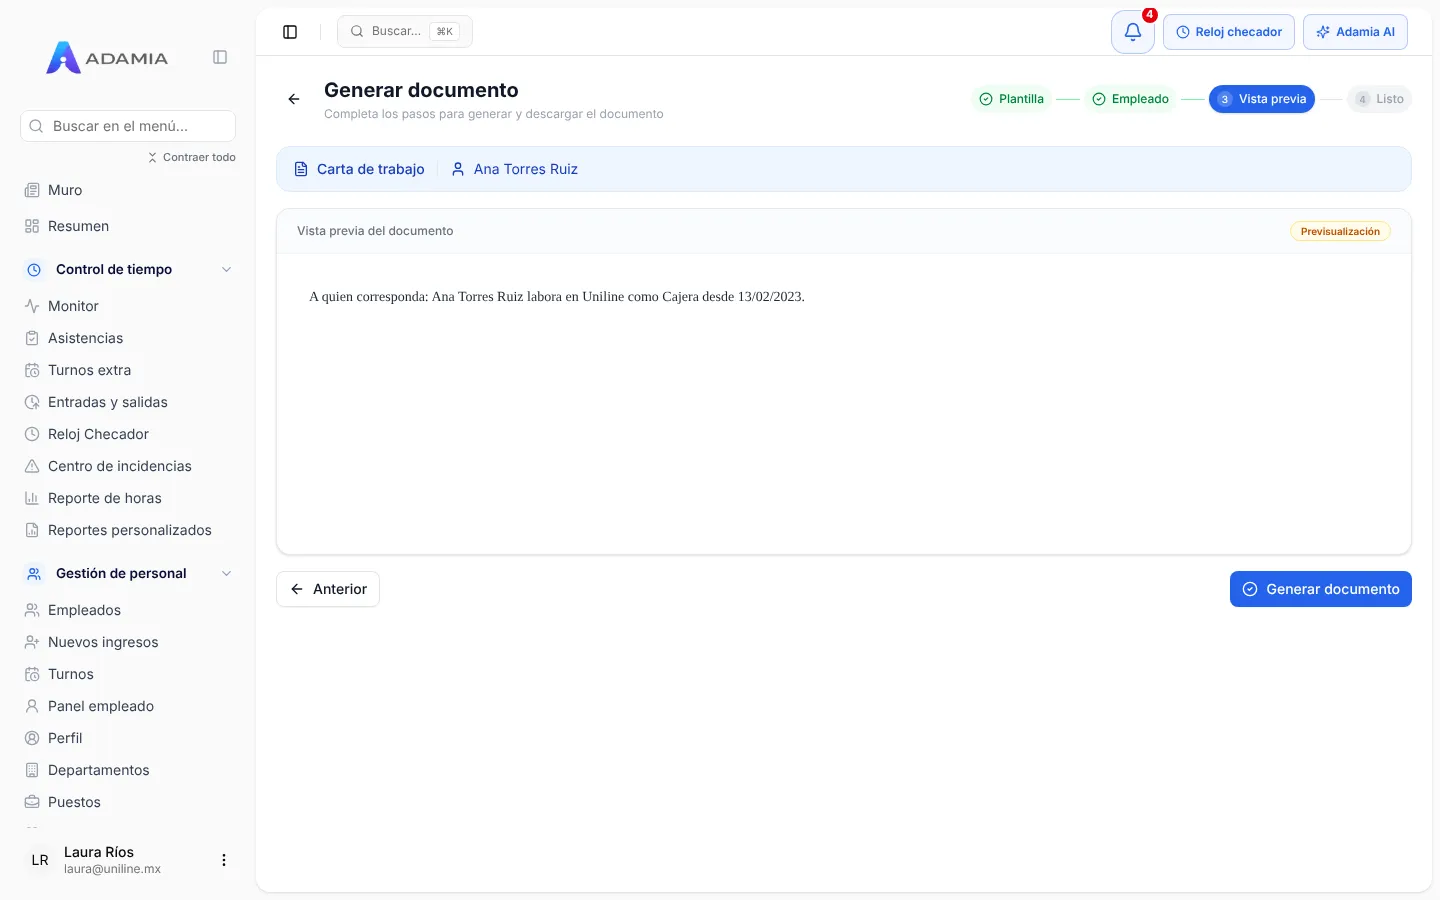 ADAMIA
Buscar en el menú...
Contraer todo
Muro
Resumen
Control de tiempo
Monitor
Asistencias
Turnos extra
Entradas y salidas
Reloj Checador
Centro de incidencias
Reporte de horas
Reportes personalizados
Gestión de personal
Empleados
Nuevos ingresos
Turnos
Panel empleado
Perfil
Departamentos
Puestos
LR
Laura Ríos
laura@uniline.mx
Buscar... ⌘K
4
Reloj checador
Adamia AI
Generar documento
Completa los pasos para generar y descargar el documento
Plantilla
Empleado
3 Vista previa
4 Listo
Carta de trabajo
Ana Torres Ruiz
Vista previa del documento
Previsualización
A quien corresponda: Ana Torres Ruiz labora en Uniline como Cajera desde 13/02/2023.
Anterior
Generar documento